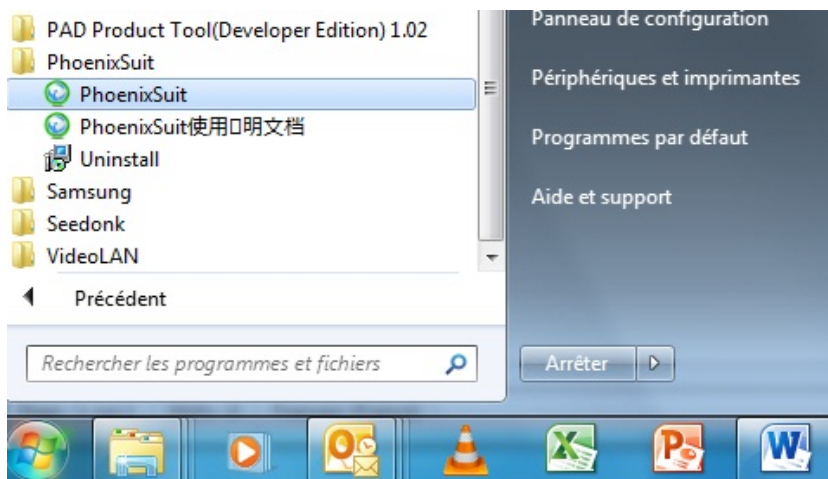 PAD Product Tool(Developer Edition) 1.02
PhoenixSuit
PhoenixSuit
PhoenixSuit使用□明文档
Uninstall
Samsung
Seedonk
VideoLAN
Précédent
Rechercher les programmes et fichiers
Panneau de configuration
Périphériques et imprimantes
Programmes par défaut
Aide et support
Arrêter